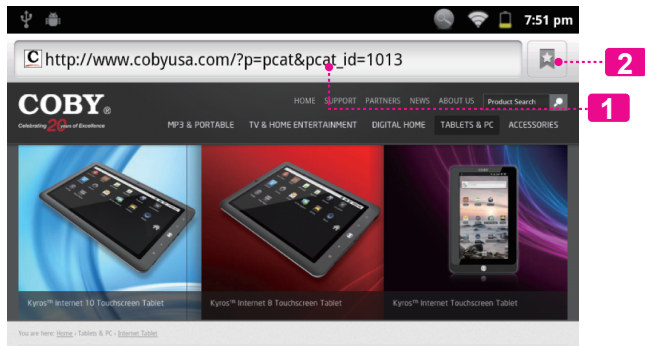 7:51 pm
C http://www.cobyusa.com/?p=pcat&pcat_id=1013
2
1
COBY®
Celebrating 20 years of Excellence
HOME SUPPORT PARTNERS NEWS ABOUT US Product Search
MP3 & PORTABLE TV & HOME ENTERTAINMENT DIGITAL HOME TABLETS & PC ACCESSORIES
Kyros™ Internet 10 Touchscreen Tablet
Kyros™ Internet 8 Touchscreen Tablet
Kyros™ Internet Touchscreen Tablet
You are here: Home › Tablets & PC › Internet Tablet